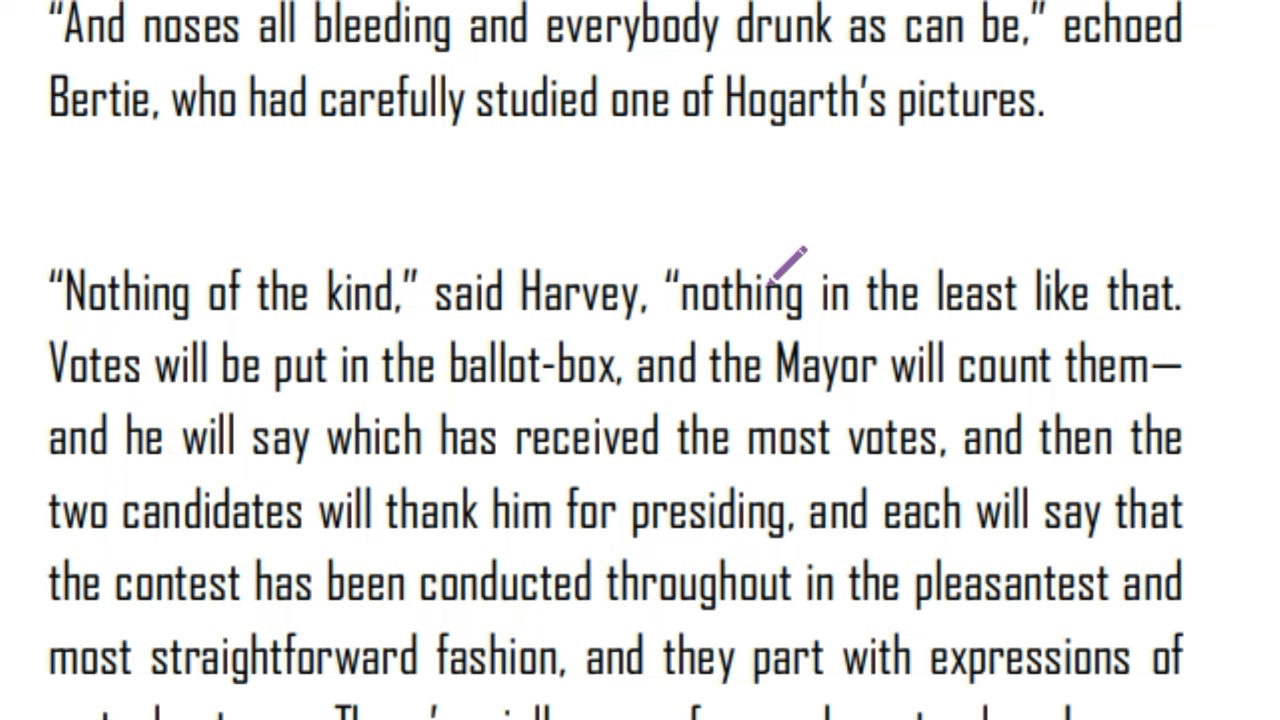 “And noses all bleeding and everybody drunk as can be,” echoed
Bertie, who had carefully studied one of Hogarth’s pictures.
“Nothing of the kind,” said Harvey, “nothing in the least like that.
Votes will be put in the ballot-box, and the Mayor will count them—
and he will say which has received the most votes, and then the
two candidates will thank him for presiding, and each will say that
the contest has been conducted throughout in the pleasantest and
most straightforward fashion, and they part with expressions of